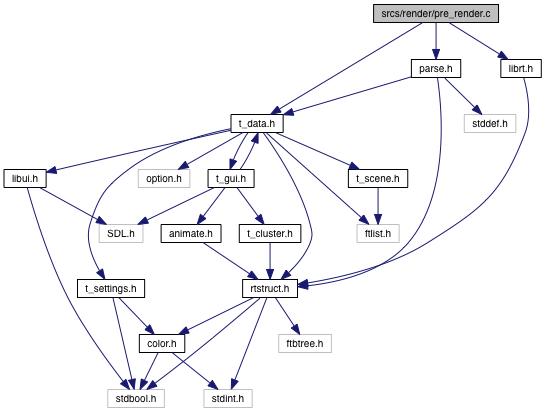 srcs/render/pre_render.c
parse.h
librt.h
t_data.h
stddef.h
libui.h
option.h
t_gui.h
t_scene.h
SDL.h
animate.h
t_cluster.h
ftlist.h
t_settings.h
rtstruct.h
color.h
ftbtree.h
stdbool.h
stdint.h